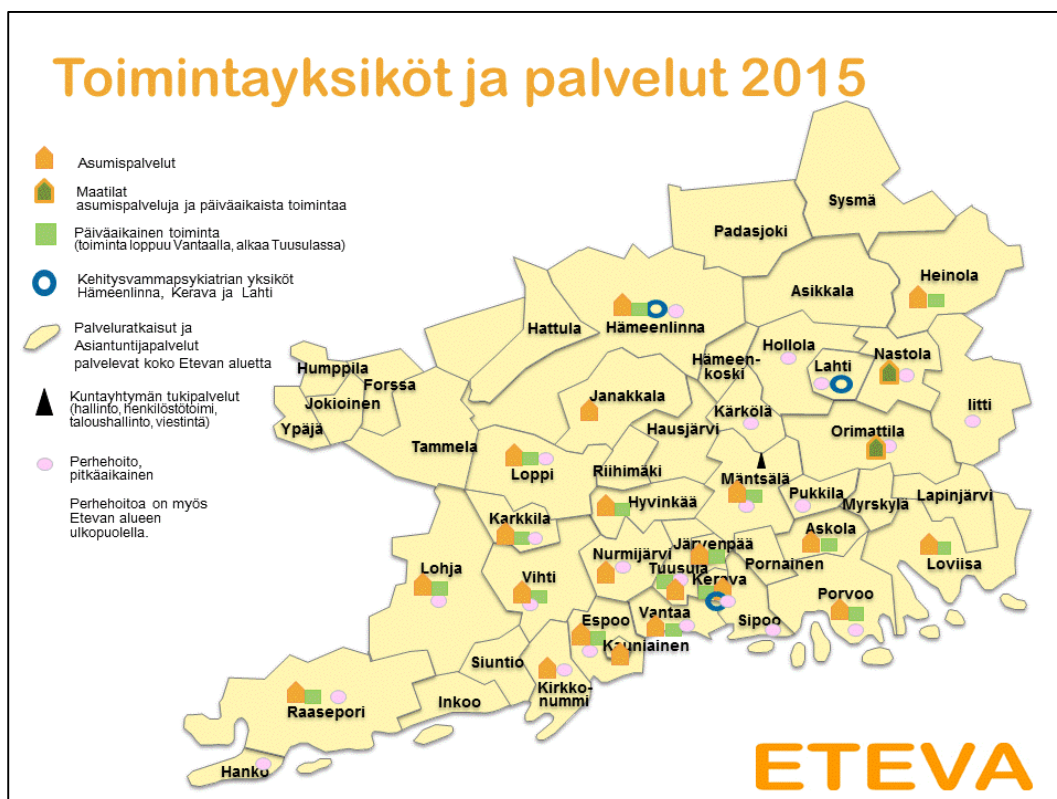 Toimintayksiköt ja palvelut 2015
Asumispalvelut
Maatilat
asumispalveluja ja päiväaikaista toimintaa
Päiväaikainen toiminta
(toiminta loppuu Vantaalla, alkaa Tuusulassa)
Kehitysvammapsykiatrian yksiköt
Hämeenlinna, Kerava ja Lahti
Palveluratkaisut ja
Asiantuntijapalvelut
palvelevat koko Etevan aluetta
Kuntayhtymän tukipalvelut
(hallinto, henkilöstötoimi,
taloushallinto, viestintä)
Perhehoito,
pitkäaikainen
Perhehoitoa on myös
Etevan alueen
ulkopuolella.
Sysmä
Padasjoki
Heinola
Asikkala
Hattula
Hämeenlinna
Hollola
Hämeen-
koski
Lahti
Nastola
Humppila
Forssa
Jokioinen
Ypäjä
Janakkala
Kärkölä
Iitti
Hausjärvi
Orimattila
Tammela
Loppi
Riihimäki
Mäntsälä
Pukkila
Myrskylä
Lapinjärvi
Hyvinkää
Karkkila
Askola
Nurmijärvi
Järvenpää
Tuusula
Kerava
Pornainen
Loviisa
Lohja
Vihti
Porvoo
Espoo
Vantaa
Sipoo
Kauniainen
Siuntio
Kirkko-
nummi
Inkoo
Raasepori
Hanko
ETEVA